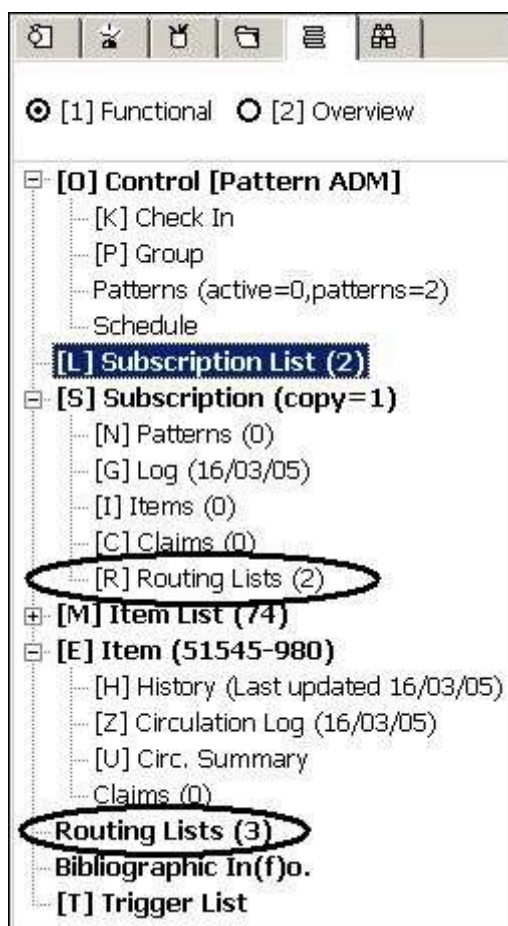 [1] Functional [2] Overview
[O] Control [Pattern ADM]
[K] Check In
[P] Group
Patterns (active=0,patterns=2)
Schedule
[L] Subscription List (2)
[S] Subscription (copy=1)
[N] Patterns (0)
[G] Log (16/03/05)
[I] Items (0)
[C] Claims (0)
[R] Routing Lists (2)
[M] Item List (74)
[E] Item (51545-980)
[H] History (Last updated 16/03/05)
[Z] Circulation Log (16/03/05)
[U] Circ. Summary
Claims (0)
Routing Lists (3)
Bibliographic In(f)o.
[T] Trigger List